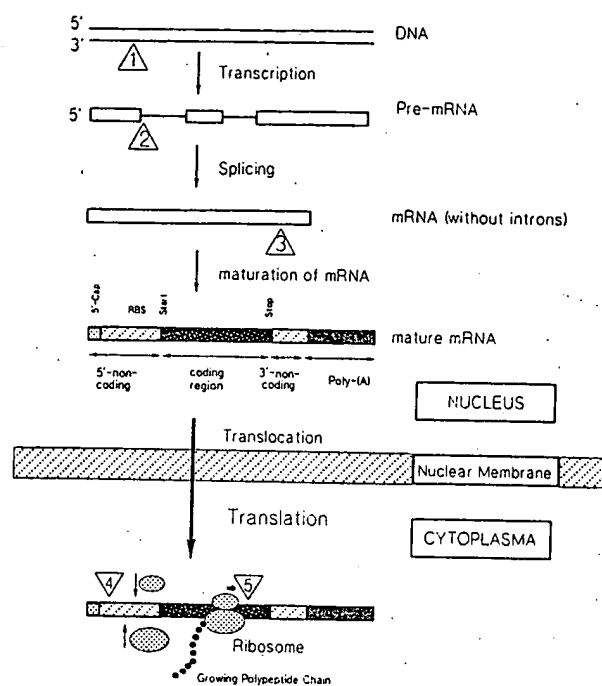 5'
DNA
3'
1
Transcription
5'
Pre-mRNA
2
Splicing
mRNA (without introns)
3
maturation of mRNA
5'-Cap
RBS
Start
Stop
mature mRNA
5'-non-
coding
coding
region
3'-non-
coding
Poly-(A)
NUCLEUS
Translocation
Nuclear Membrane
Translation
CYTOPLASMA
4
5
Ribosome
Growing Polypeptide Chain